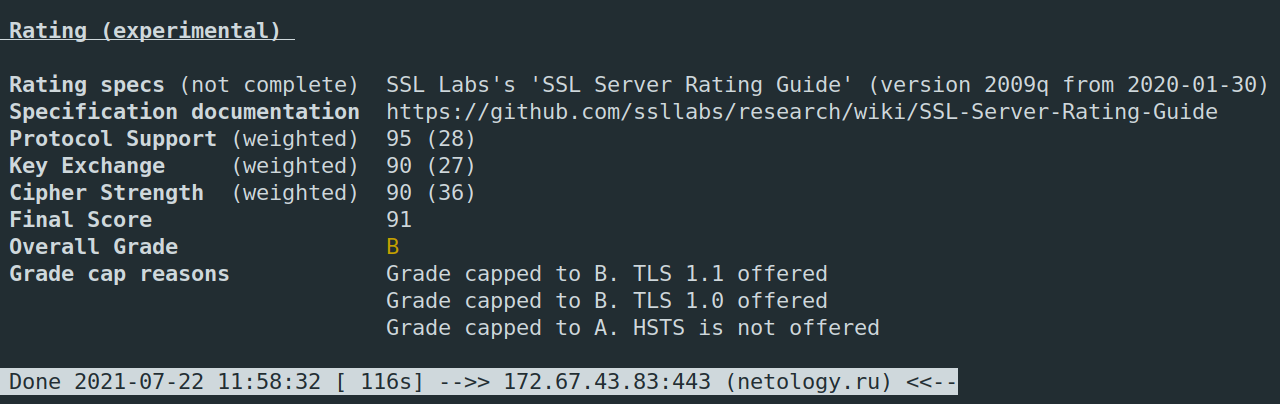 Rating (experimental)
Rating specs (not complete)  SSL Labs's 'SSL Server Rating Guide' (version 2009q from 2020-01-30)
Specification documentation  https://github.com/ssllabs/research/wiki/SSL-Server-Rating-Guide
Protocol Support (weighted)  95 (28)
Key Exchange     (weighted)  90 (27)
Cipher Strength  (weighted)  90 (36)
Final Score                  91
Overall Grade                B
Grade cap reasons            Grade capped to B. TLS 1.1 offered
                             Grade capped to B. TLS 1.0 offered
                             Grade capped to A. HSTS is not offered
Done 2021-07-22 11:58:32 [ 116s] -->> 172.67.43.83:443 (netology.ru) <<--